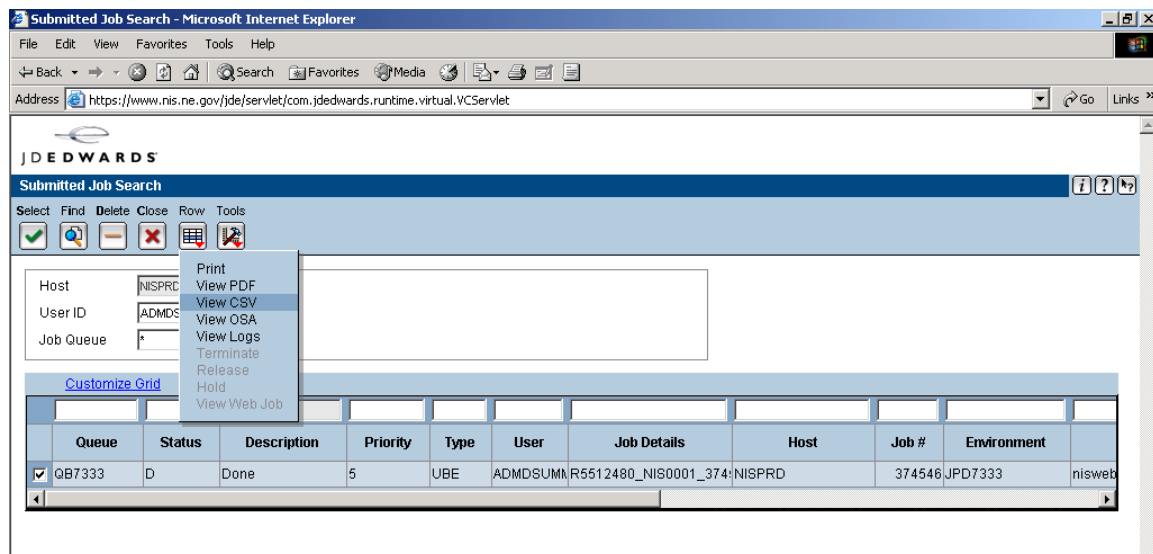 Submitted Job Search - Microsoft Internet Explorer
File Edit View Favorites Tools Help
Back Search Favorites Media
Address https://www.nis.ne.gov/jde/servlet/com.jdedwards.runtime.virtual.VCServlet Go Links »
JDEDWARDS
Submitted Job Search i ? ?
Select Find Delete Close Row Tools
Print
Host NISPRD View PDF
View CSV
User ID ADMDS View OSA
Job Queue * View Logs
Terminate
Release
Customize Grid Hold
View Web Job
Queue Status Description Priority Type User Job Details Host Job # Environment
QB7333 D Done 5 UBE ADMDSUMM R5512480_NIS0001_374 NISPRD 374546 JPD7333 nisweb